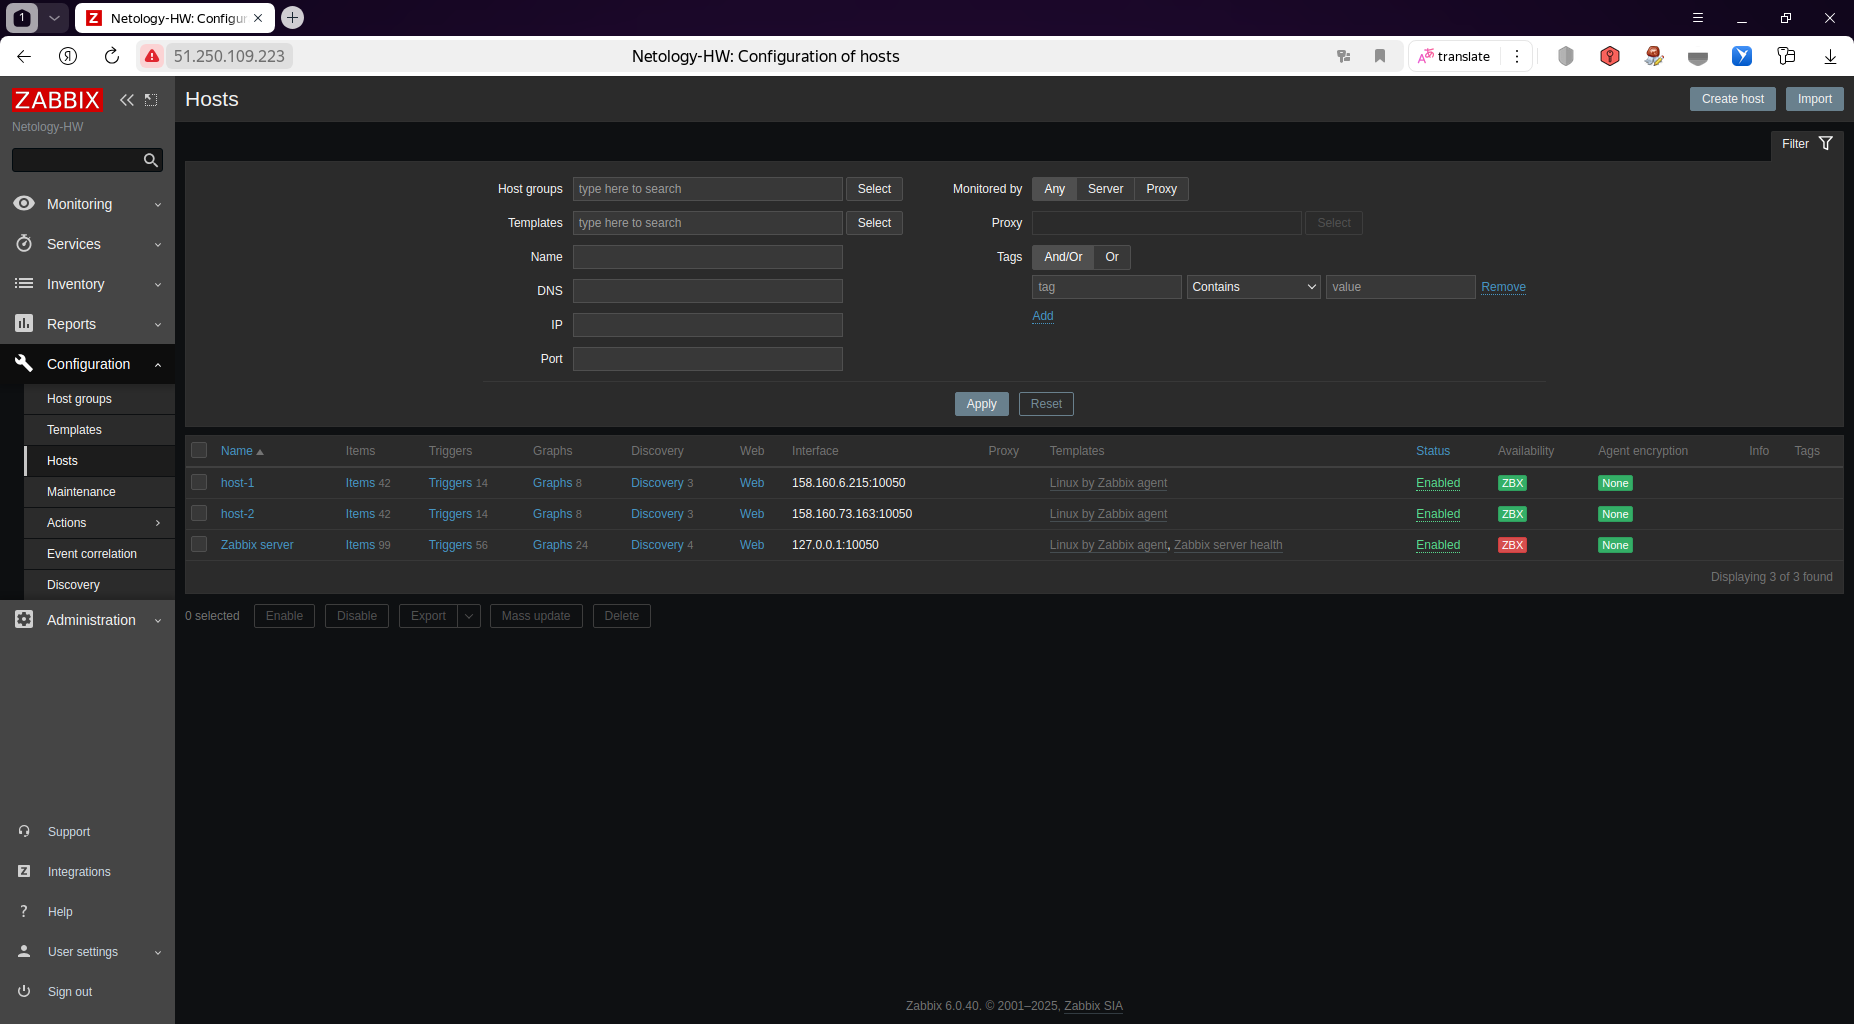 1
Netology-HW: Configur
51.250.109.223
Netology-HW: Configuration of hosts
translate
ZABBIX
Netology-HW
Monitoring
Services
Inventory
Reports
Configuration
Host groups
Templates
Hosts
Maintenance
Actions
Event correlation
Discovery
Administration
Support
Integrations
Help
User settings
Sign out
Hosts
Create host Import
Filter
Host groups type here to search Select
Templates type here to search Select
Name
DNS
IP
Port
Monitored by Any Server Proxy
Proxy Select
Tags And/Or Or
tag Contains value Remove
Add
Apply Reset
Name Items Triggers Graphs Discovery Web Interface Proxy Templates Status Availability Agent encryption Info Tags
host-1 Items 42 Triggers 14 Graphs 8 Discovery 3 Web 158.160.6.215:10050 Linux by Zabbix agent Enabled ZBX None
host-2 Items 42 Triggers 14 Graphs 8 Discovery 3 Web 158.160.73.163:10050 Linux by Zabbix agent Enabled ZBX None
Zabbix server Items 99 Triggers 56 Graphs 24 Discovery 4 Web 127.0.0.1:10050 Linux by Zabbix agent, Zabbix server health Enabled ZBX None
Displaying 3 of 3 found
0 selected Enable Disable Export Mass update Delete
Zabbix 6.0.40. © 2001–2025, Zabbix SIA